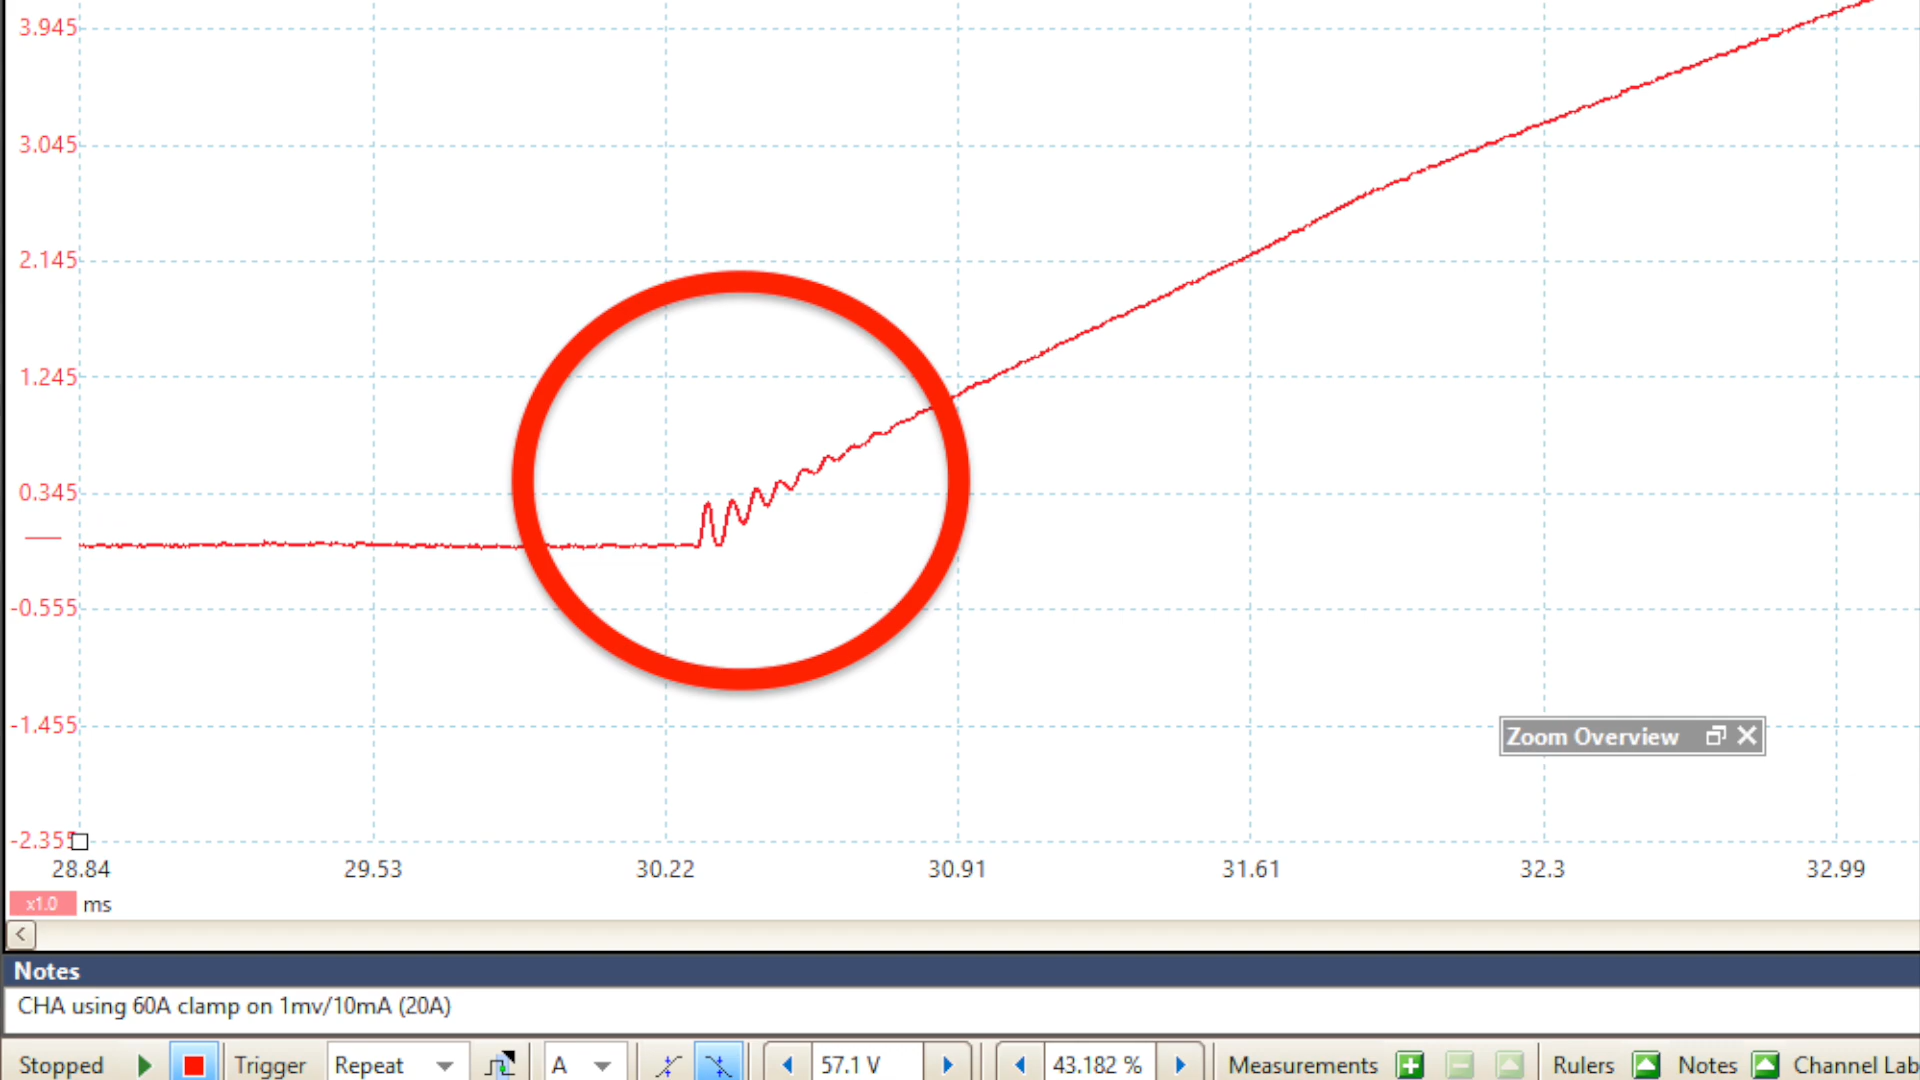 3.945
3.045
2.145
1.245
0.345
-0.555
-1.455
Zoom Overview
-2.355
28.84 29.53 30.22 30.91 31.61 32.3 32.99
x1.0 ms
Notes
CHA using 60A clamp on 1mv/10mA (20A)
Stopped Trigger Repeat A 57.1 V 43.182 % Measurements Rulers Notes Channel Lab